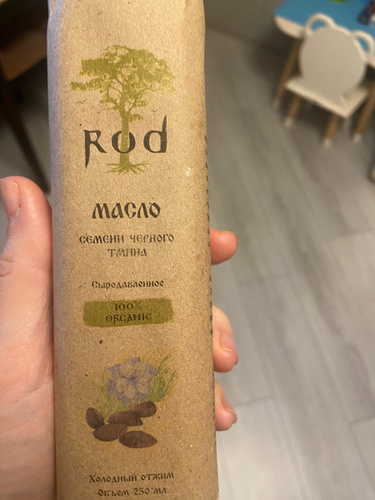 Rod
МАСЛО
СЕМЕНИ ЧЕРНОГО
ТМИНА
Сыродавленное
100%
ORGANIC
Холодный отжим
Объем 250 мл